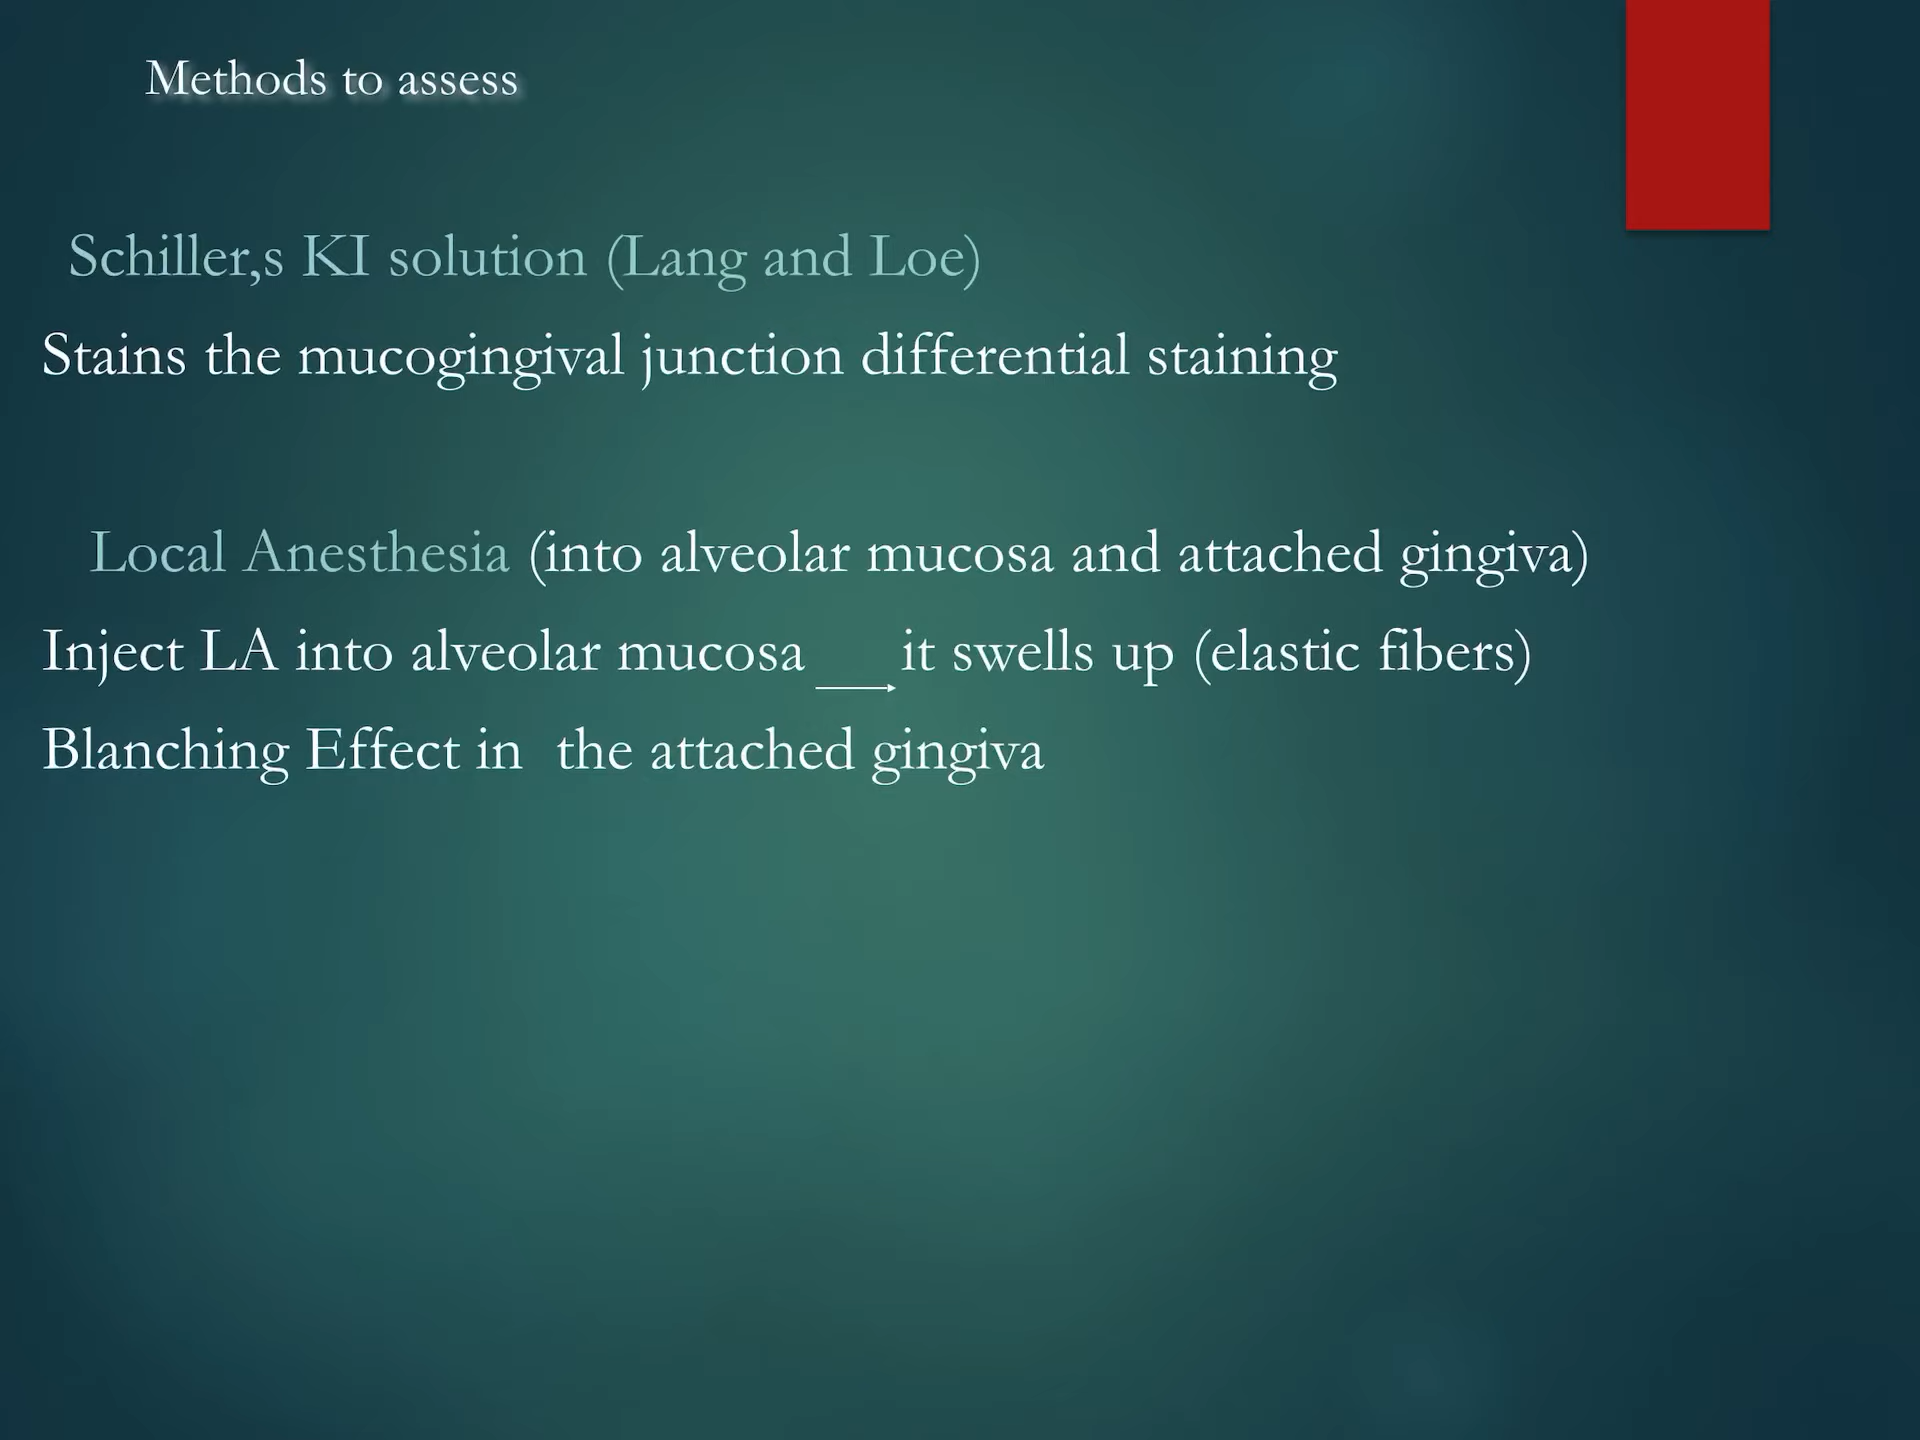 Methods to assess
Schiller,s KI solution (Lang and Loe)
Stains the mucogingival junction differential staining
Local Anesthesia (into alveolar mucosa and attached gingiva)
Inject LA into alveolar mucosa it swells up (elastic fibers)
Blanching Effect in  the attached gingiva